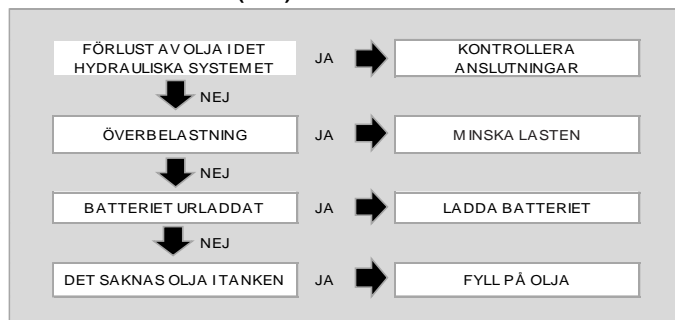 FÖRLUST AV OLJA I DET
HYDRAULISKA SYSTEMET
JA
KONTROLLERA
ANSLUTNINGAR
NEJ
ÖVERBELASTNING
JA
MINSKA LASTEN
NEJ
BATTERIET URLADDAT
JA
LADDA BATTERIET
NEJ
DET SAKNAS OLJA I TANKEN
JA
FYLL PÅ OLJA